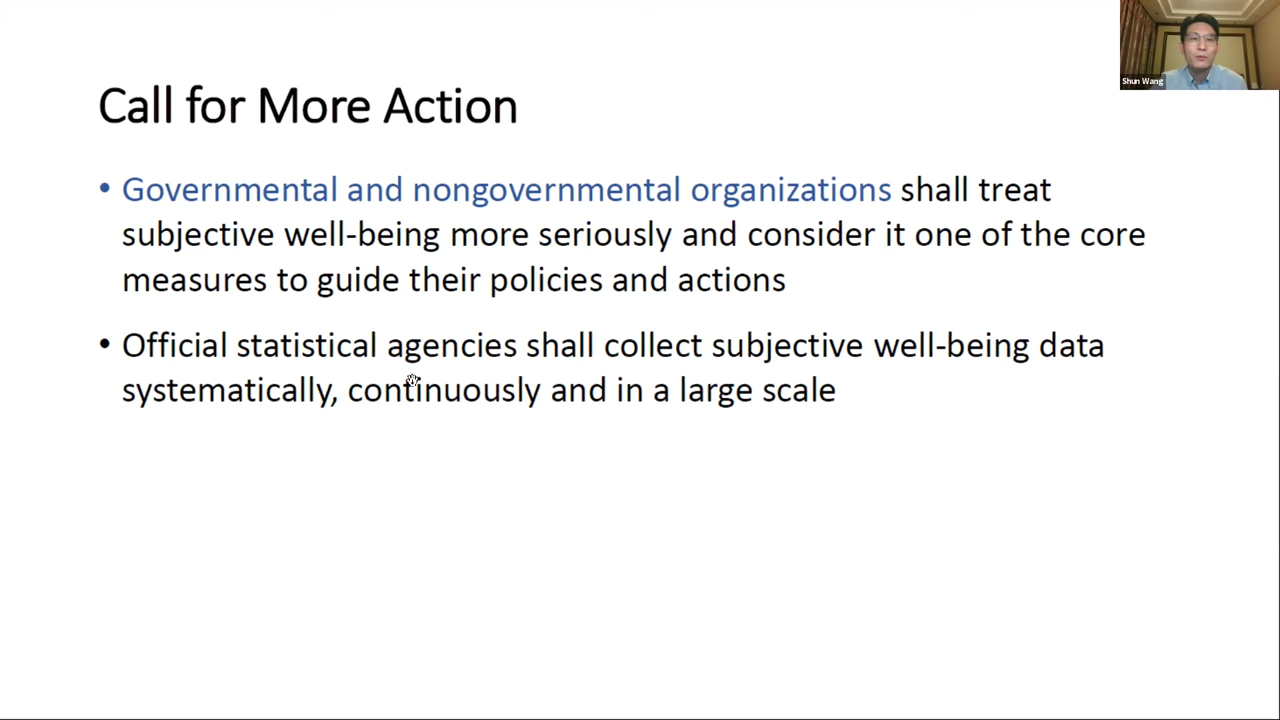 Shun Wang
Call for More Action
• Governmental and nongovernmental organizations shall treat
subjective well-being more seriously and consider it one of the core
measures to guide their policies and actions
• Official statistical agencies shall collect subjective well-being data
systematically, continuously and in a large scale